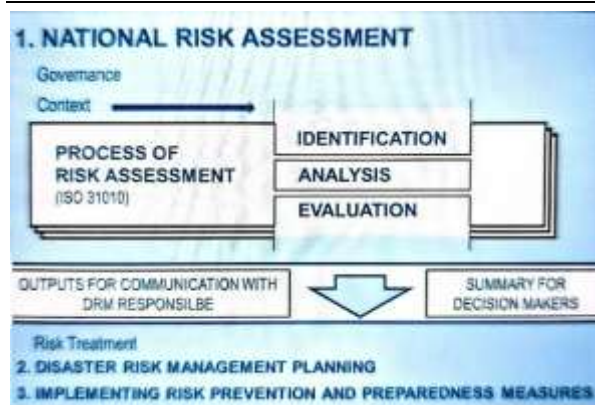 1. NATIONAL RISK ASSESSMENT
Governance
Context
PROCESS OF
RISK ASSESSMENT
(ISO 31010)
IDENTIFICATION
ANALYSIS
EVALUATION
OUTPUTS FOR COMMUNICATION WITH
DRM RESPONSILBE
SUMMARY FOR
DECISION MAKERS
Risk Treatment
2. DISASTER RISK MANAGEMENT PLANNING
3. IMPLEMENTING RISK PREVENTION AND PREPAREDNESS MEASURES